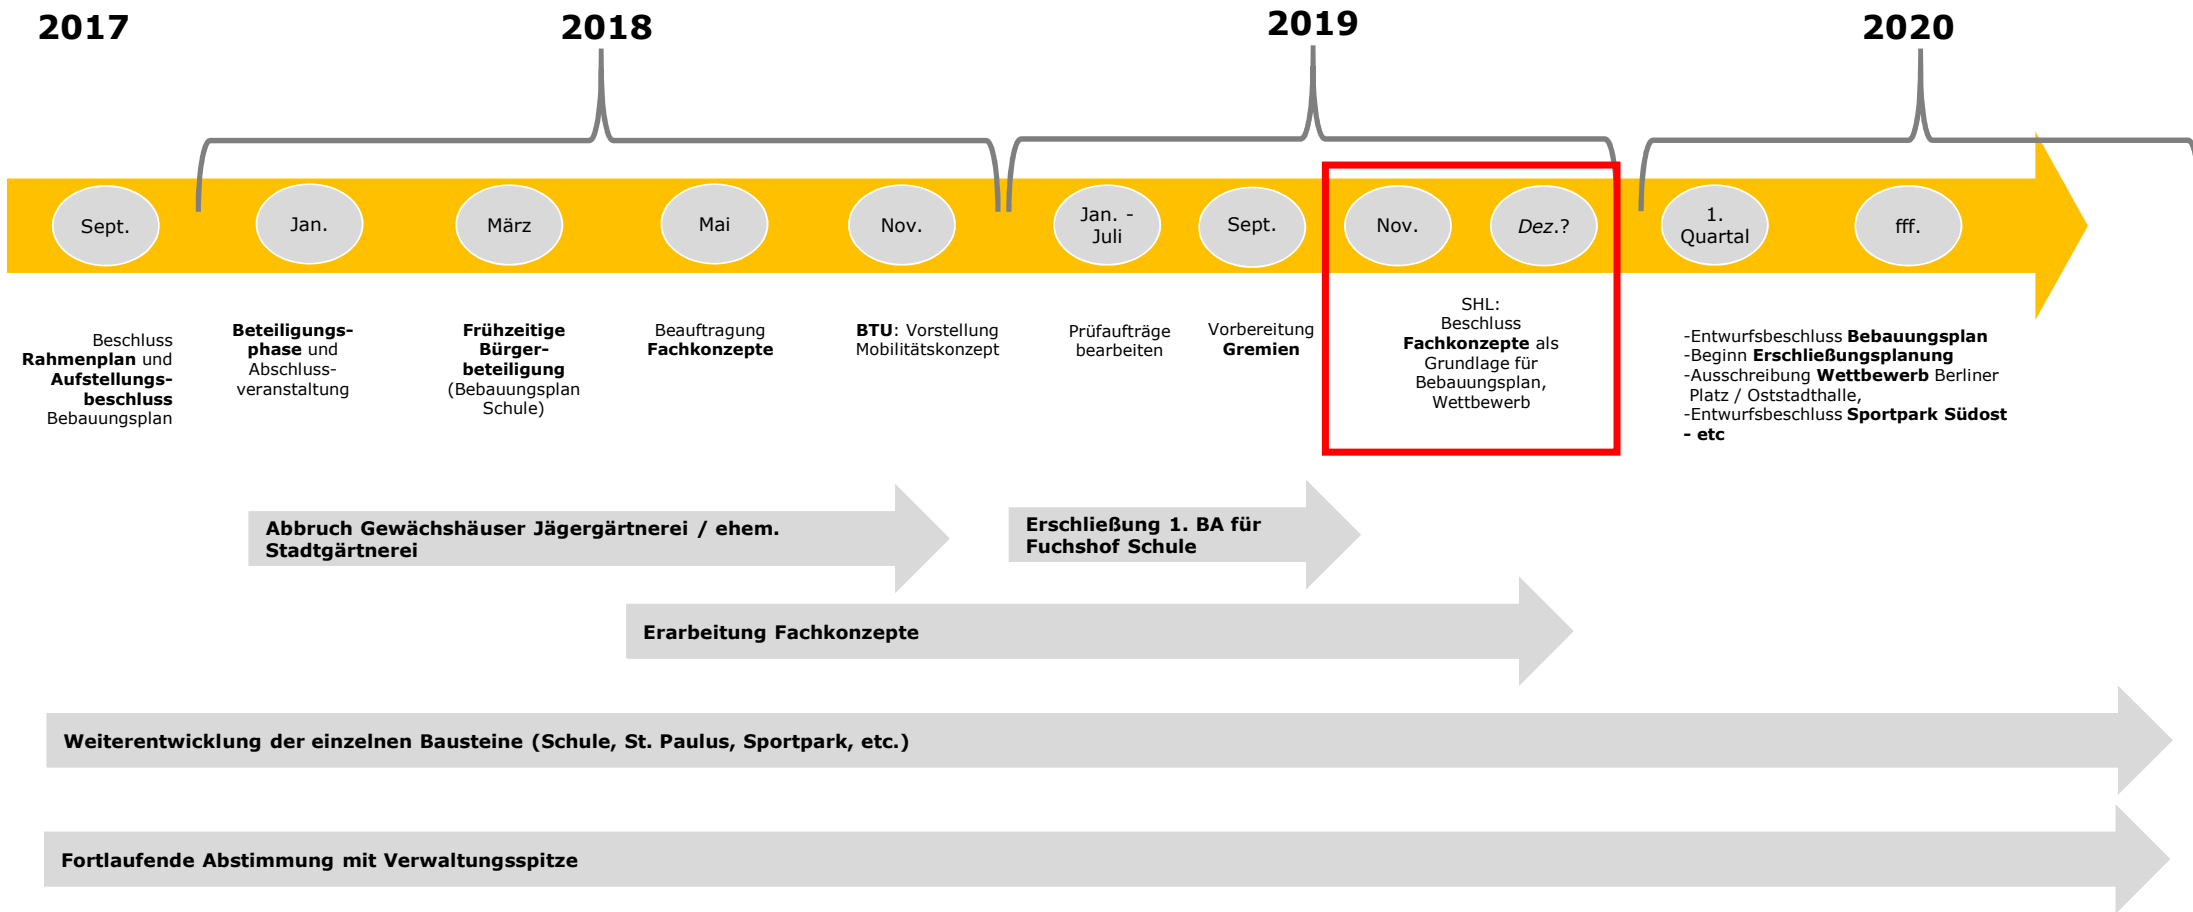 2017
2018
2019
2020
Sept.
Jan.
März
Mai
Nov.
Jan. -
Juli
Sept.
Nov.
Dez.?
1.
Quartal
fff.
Beschluss
Rahmenplan und
Aufstellungs-
beschluss
Bebauungsplan
Beteiligungs-
phase und
Abschluss-
veranstaltung
Frühzeitige
Bürger-
beteiligung
(Bebauungsplan
Schule)
Beauftragung
Fachkonzepte
BTU: Vorstellung
Mobilitätskonzept
Prüfaufträge
bearbeiten
Vorbereitung
Gremien
SHL:
Beschluss
Fachkonzepte als
Grundlage für
Bebauungsplan,
Wettbewerb
-Entwurfsbeschluss Bebauungsplan
-Beginn Erschließungsplanung
-Ausschreibung Wettbewerb Berliner
Platz / Oststadthalle,
-Entwurfsbeschluss Sportpark Südost
- etc
Abbruch Gewächshäuser Jägergärtnerei / ehem.
Stadtgärtnerei
Erschließung 1. BA für
Fuchshof Schule
Erarbeitung Fachkonzepte
Weiterentwicklung der einzelnen Bausteine (Schule, St. Paulus, Sportpark, etc.)
Fortlaufende Abstimmung mit Verwaltungsspitze